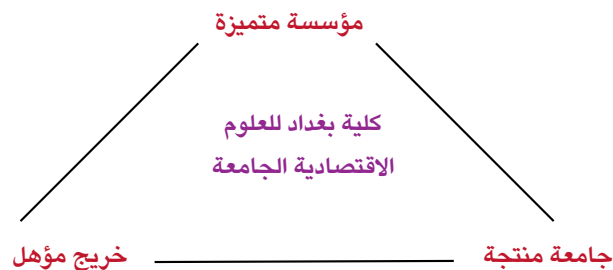 مؤسسة متميزة
كلية بغداد للعلوم
الاقتصادية الجامعة
جامعة منتجة
خريج مؤهل